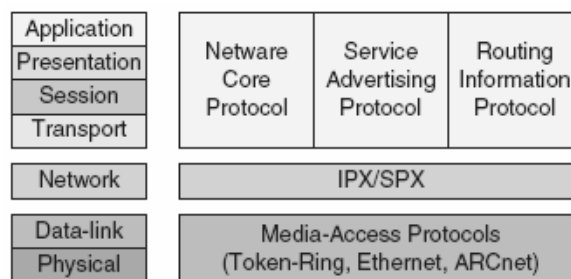 Application
Presentation
Session
Transport
Netware
Core
Protocol
Service
Advertising
Protocol
Routing
Information
Protocol
Network
IPX/SPX
Data-link
Physical
Media-Access Protocols
(Token-Ring, Ethernet, ARCnet)